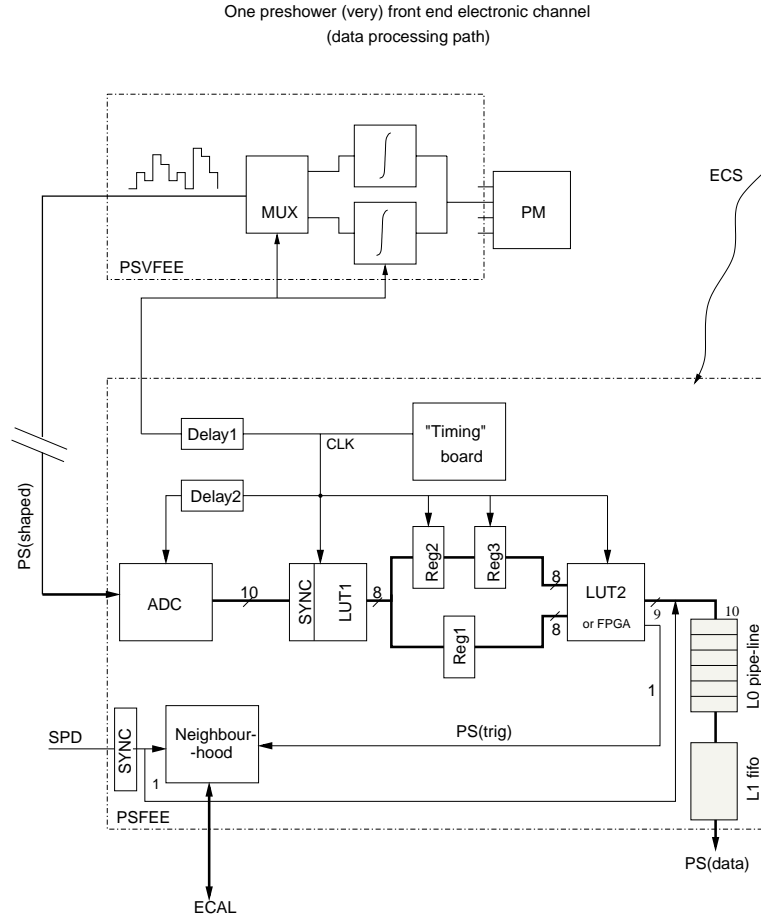 One preshower (very) front end electronic channel
(data processing path)
ECS
MUX
PM
PSVFEE
Delay1
CLK
"Timing"
board
PS(shaped)
Delay2
ADC
10
SYNC
LUT1
8
Reg2
Reg3
Reg1
8
8
LUT2
or FPGA
9
10
L0 pipe-line
1
PS(trig)
SPD
SYNC
1
Neighbour-
-hood
L1 fifo
PSFEE
PS(data)
ECAL